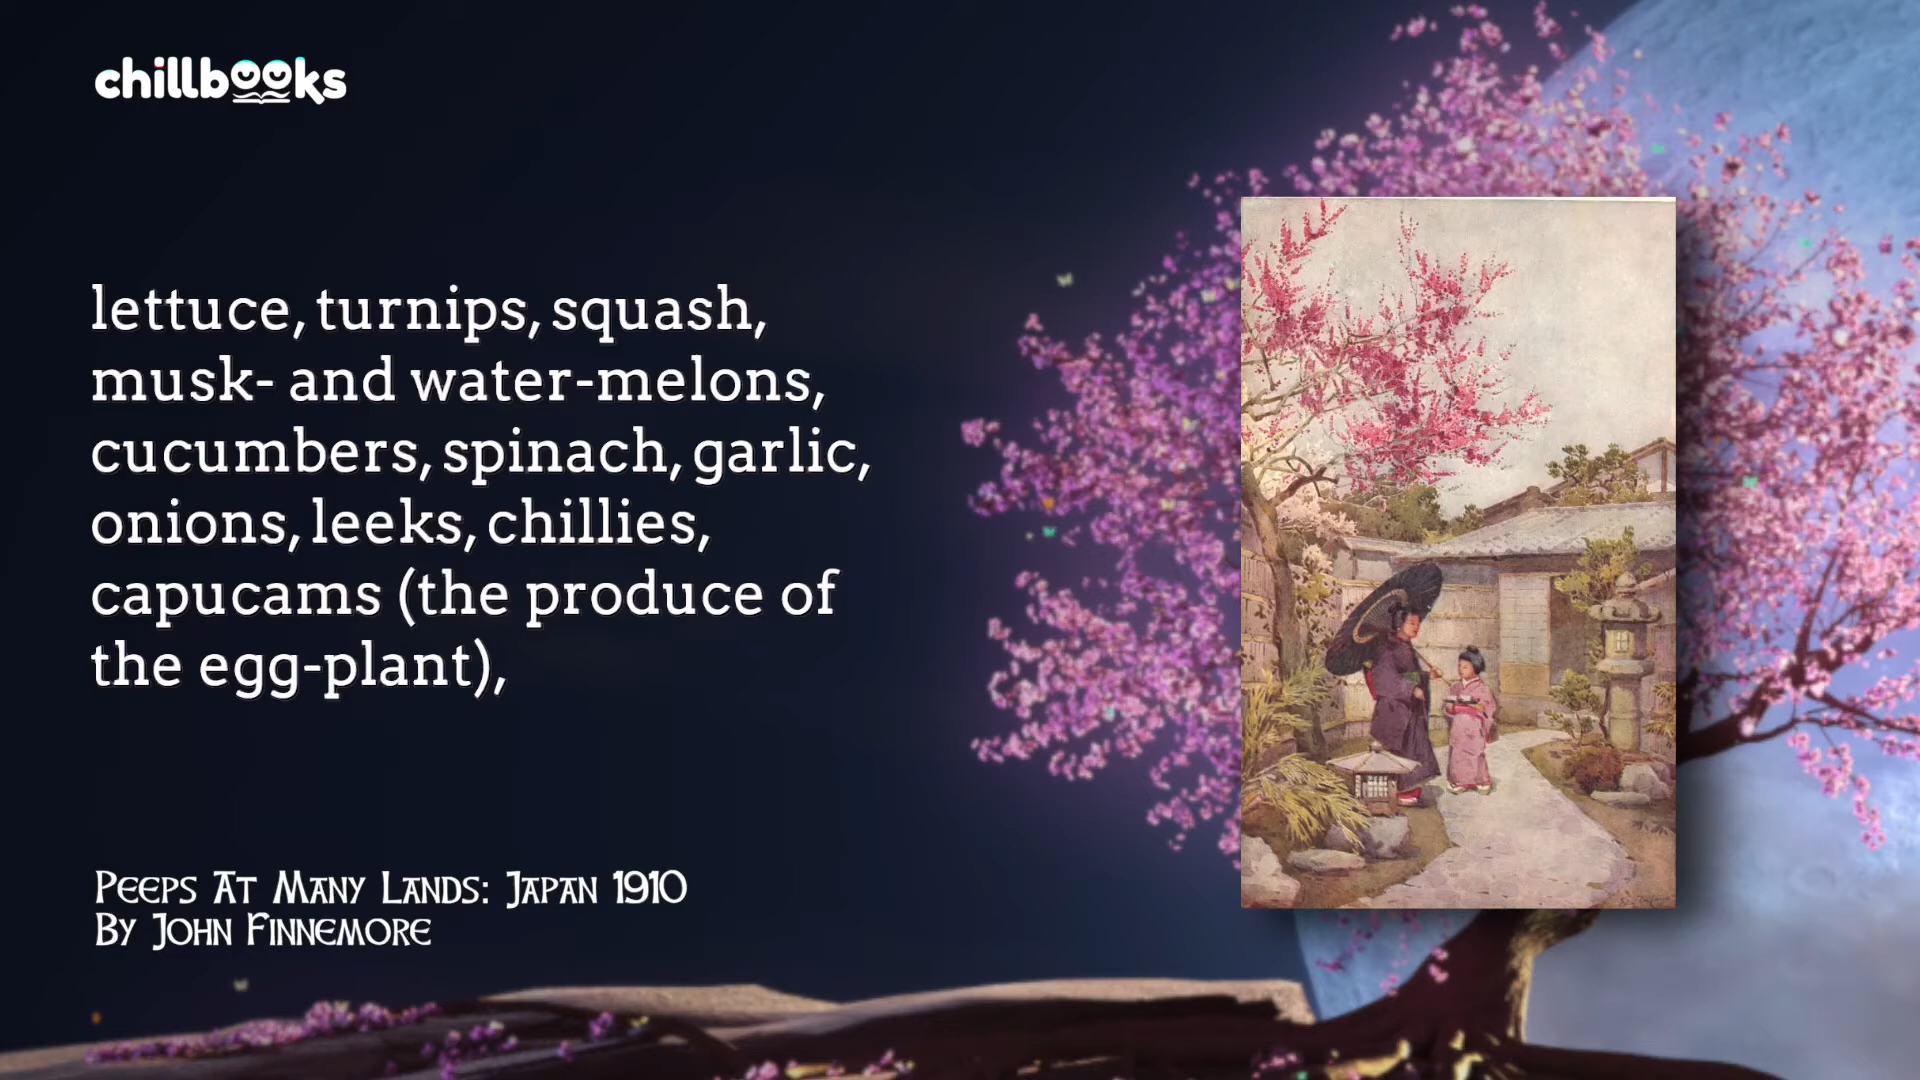 chillbooks
lettuce, turnips, squash,
musk- and water-melons,
cucumbers, spinach, garlic,
onions, leeks, chillies,
capucams (the produce of
the egg-plant),
Peeps At Many Lands: Japan 1910
By John Finnemore